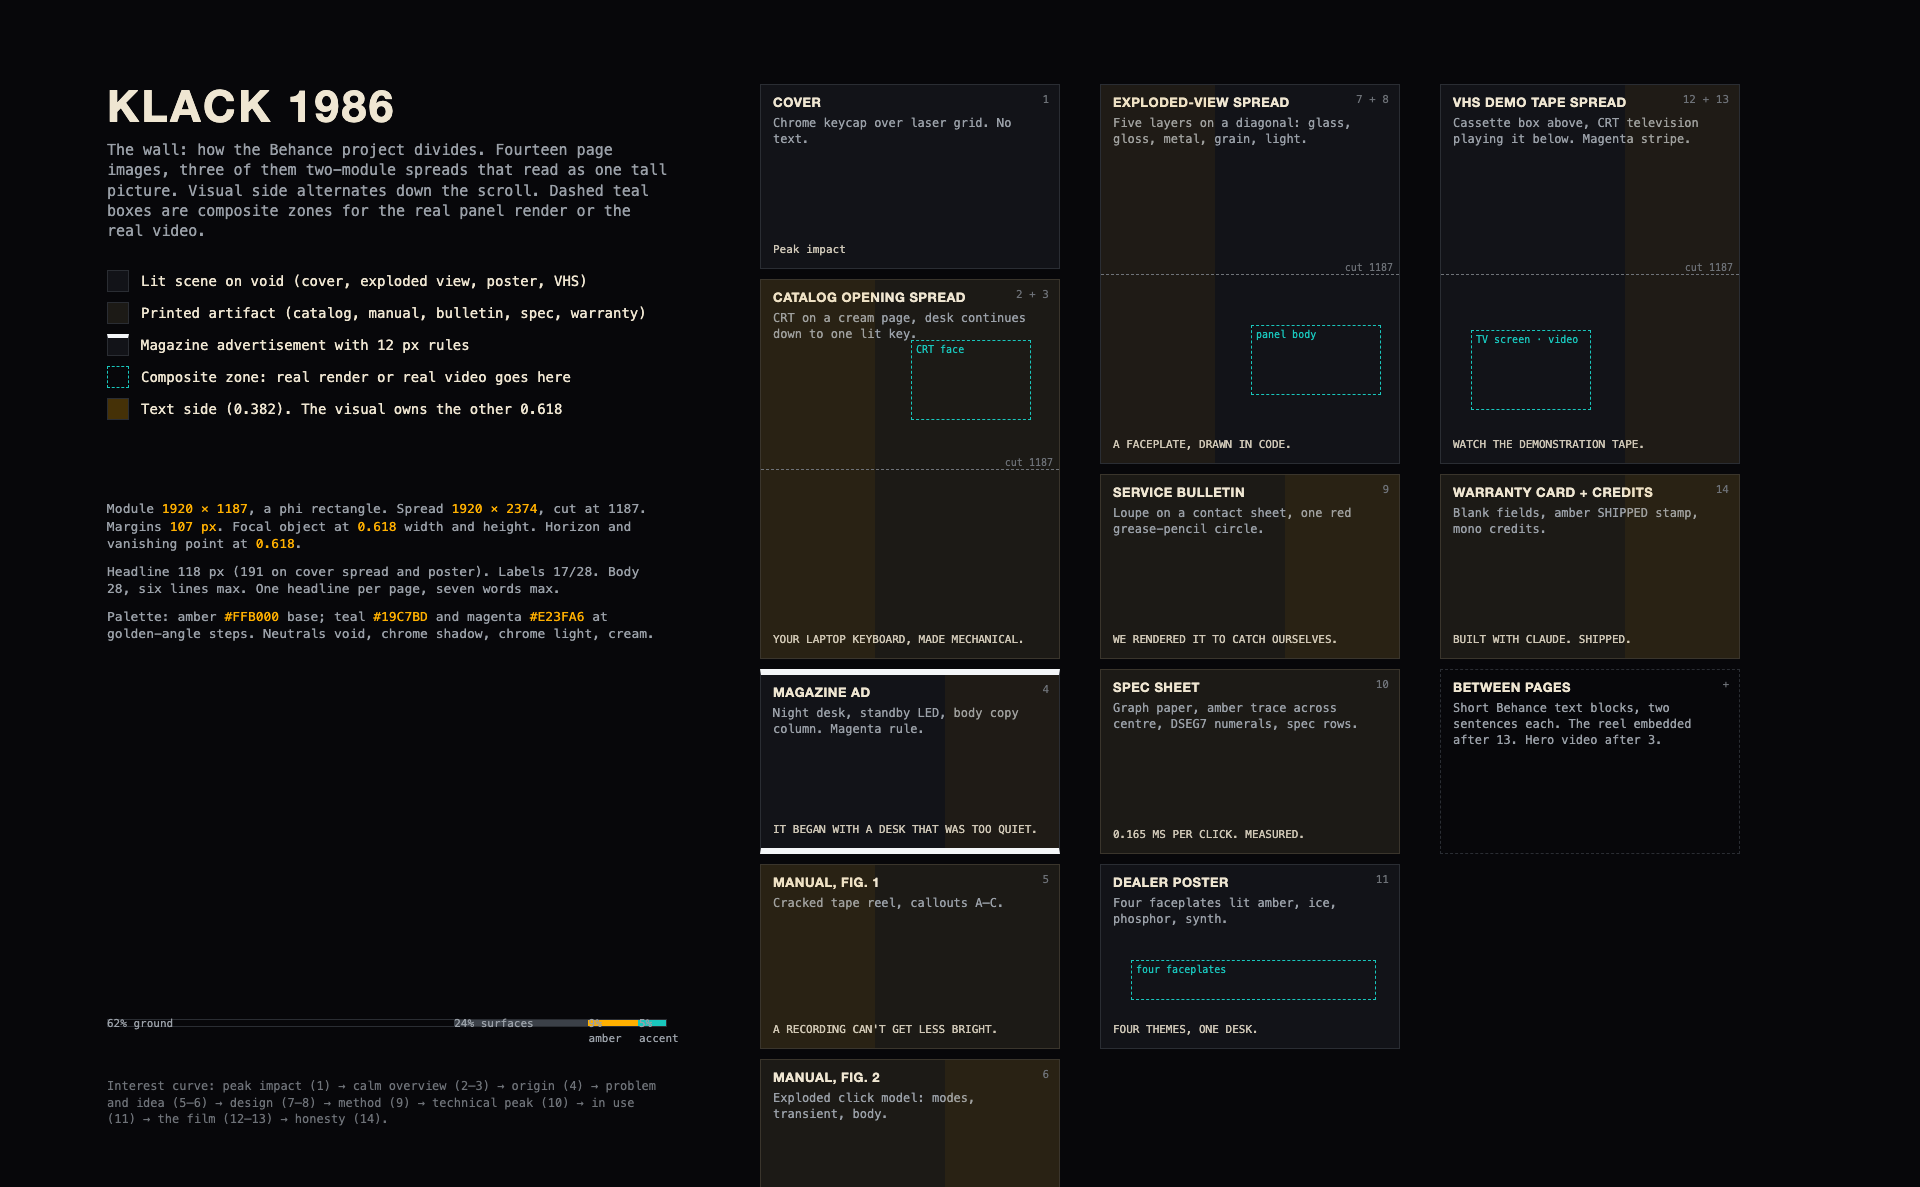 KLACK 1986
The wall: how the Behance project divides. Fourteen page
images, three of them two-module spreads that read as one tall
picture. Visual side alternates down the scroll. Dashed teal
boxes are composite zones for the real panel render or the
real video.
Lit scene on void (cover, exploded view, poster, VHS)
Printed artifact (catalog, manual, bulletin, spec, warranty)
Magazine advertisement with 12 px rules
Composite zone: real render or real video goes here
Text side (0.382). The visual owns the other 0.618
Module 1920 × 1187, a phi rectangle. Spread 1920 × 2374, cut at 1187.
Margins 107 px. Focal object at 0.618 width and height. Horizon and
vanishing point at 0.618.
Headline 118 px (191 on cover spread and poster). Labels 17/28. Body
28, six lines max. One headline per page, seven words max.
Palette: amber #FFB000 base; teal #19C7BD and magenta #E23FA6 at
golden-angle steps. Neutrals void, chrome shadow, chrome light, cream.
62% ground
24% surfaces
amber
accent
Interest curve: peak impact (1) → calm overview (2–3) → origin (4) → problem
and idea (5–6) → design (7–8) → method (9) → technical peak (10) → in use
(11) → the film (12–13) → honesty (14).
COVER
1
Chrome keycap over laser grid. No
text.
Peak impact
CATALOG OPENING SPREAD
2 + 3
CRT on a cream page, desk continues
down to one lit key.
CRT face
cut 1187
YOUR LAPTOP KEYBOARD, MADE MECHANICAL.
MAGAZINE AD
4
Night desk, standby LED, body copy
column. Magenta rule.
IT BEGAN WITH A DESK THAT WAS TOO QUIET.
MANUAL, FIG. 1
5
Cracked tape reel, callouts A–C.
A RECORDING CAN'T GET LESS BRIGHT.
MANUAL, FIG. 2
6
Exploded click model: modes,
transient, body.
EXPLODED-VIEW SPREAD
7 + 8
Five layers on a diagonal: glass,
gloss, metal, grain, light.
cut 1187
panel body
A FACEPLATE, DRAWN IN CODE.
SERVICE BULLETIN
9
Loupe on a contact sheet, one red
grease-pencil circle.
WE RENDERED IT TO CATCH OURSELVES.
SPEC SHEET
10
Graph paper, amber trace across
centre, DSEG7 numerals, spec rows.
0.165 MS PER CLICK. MEASURED.
DEALER POSTER
11
Four faceplates lit amber, ice,
phosphor, synth.
four faceplates
FOUR THEMES, ONE DESK.
VHS DEMO TAPE SPREAD
12 + 13
Cassette box above, CRT television
playing it below. Magenta stripe.
cut 1187
TV screen · video
WATCH THE DEMONSTRATION TAPE.
WARRANTY CARD + CREDITS
14
Blank fields, amber SHIPPED stamp,
mono credits.
BUILT WITH CLAUDE. SHIPPED.
BETWEEN PAGES
+
Short Behance text blocks, two
sentences each. The reel embedded
after 13. Hero video after 3.